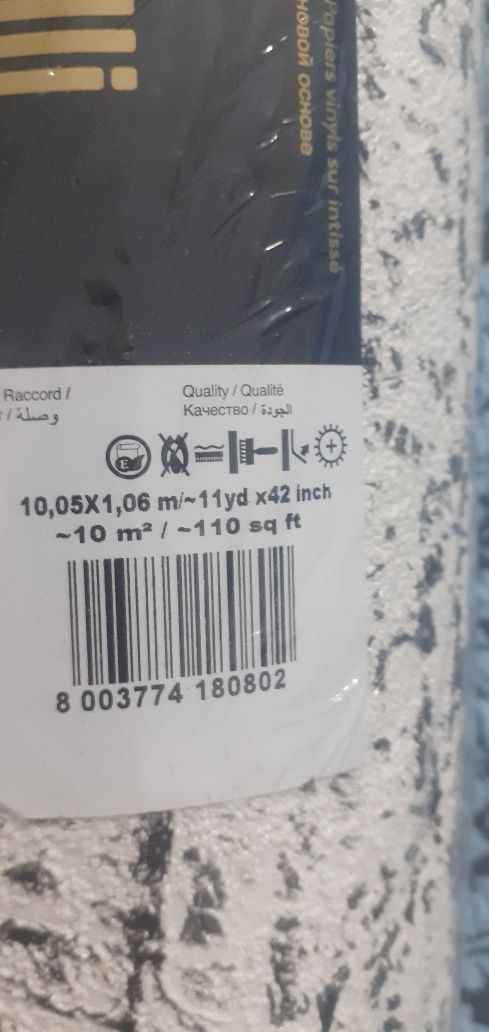 Papiers vinyls sur intissé
НОВОЙ ОСНОВЕ
Raccord /
وصلة /
Quality / Qualité
Качество / الجودة
E
10,05X1,06 m/~11yd x42 inch
~10 m² / ~110 sq ft
8 003774 180802